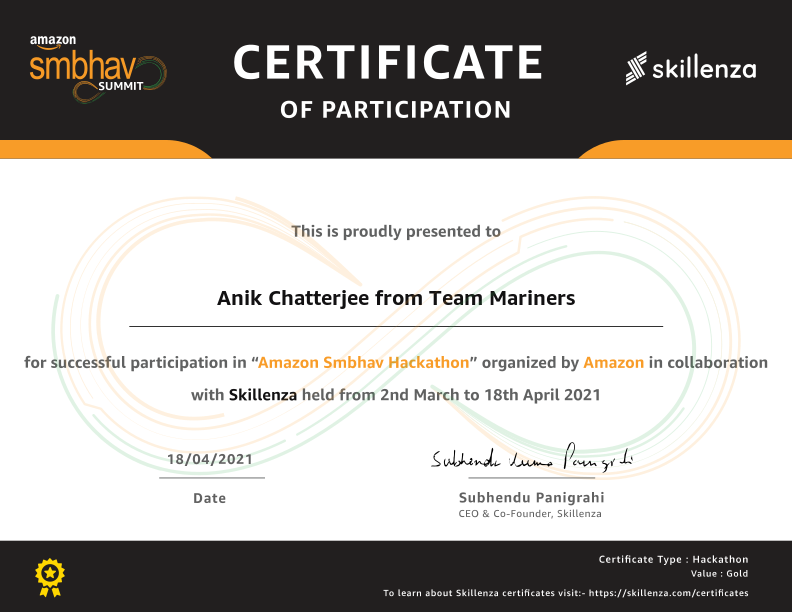 amazon
smbhav
SUMMIT
CERTIFICATE
OF PARTICIPATION
skillenza
This is proudly presented to
Anik Chatterjee from Team Mariners
for successful participation in “Amazon Smbhav Hackathon” organized by Amazon in collaboration
with Skillenza held from 2nd March to 18th April 2021
18/04/2021
Date
Subhendu Kumar Panigrahi
Subhendu Panigrahi
CEO & Co-Founder, Skillenza
Certificate Type : Hackathon
Value : Gold
To learn about Skillenza certificates visit:- https://skillenza.com/certificates